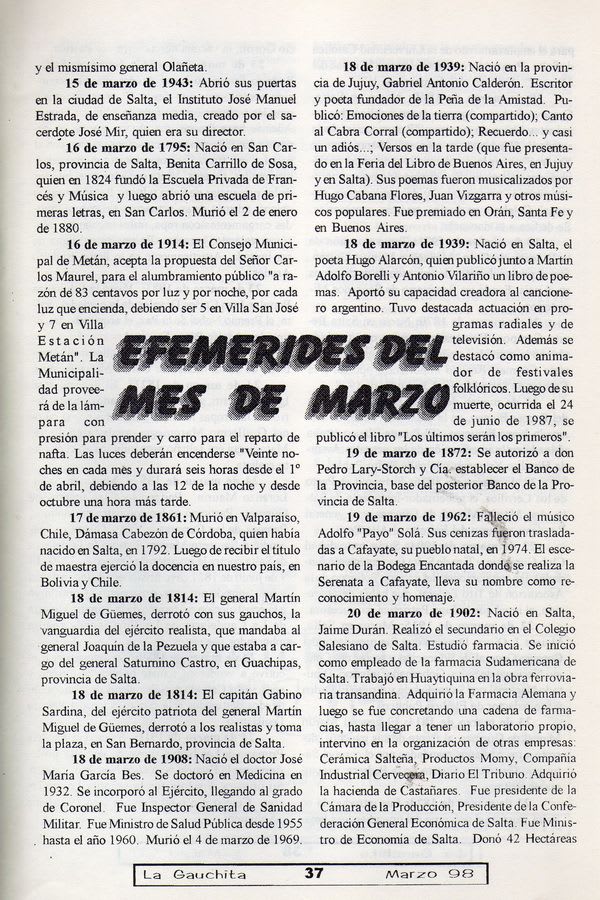 y el mismísimo general Olañeta.
15 de marzo de 1943: Abrió sus puertas
en la ciudad de Salta, el Instituto José Manuel
Estrada, de enseñanza media, creado por el sa-
cerdote José Mir, quien era su director.
16 de marzo de 1795: Nació en San Car-
los, provincia de Salta, Benita Carrillo de Sosa,
quien en 1824 fundó la Escuela Privada de Fran-
cés y Música y luego abrió una escuela de pri-
meras letras, en San Carlos. Murió el 2 de enero
de 1880.
16 de marzo de 1914: El Consejo Munici-
pal de Metán, acepta la propuesta del Señor Car-
los Maurel, para el alumbramiento público "a ra-
zón de 83 centavos por luz y por noche, por cada
luz que encienda, debiendo ser 5 en Villa San José
y 7 en Villa
Estación
Metán". La
Municipali-
dad provee-
rá de la lám-
para con
presión para prender y carro para el reparto de
nafta. Las luces deberán encenderse "Veinte no-
ches en cada mes y durará seis horas desde el 1º
de abril, debiendo a las 12 de la noche y desde
octubre una hora más tarde.
17 de marzo de 1861: Murió en Valparaíso,
Chile, Dámasa Cabezón de Córdoba, quien había
nacido en Salta, en 1792. Luego de recibir el título
de maestra ejerció la docencia en nuestro país, en
Bolivia y Chile.
18 de marzo de 1814: El general Martín
Miguel de Güemes, derrotó con sus gauchos, la
vanguardia del ejército realista, que mandaba al
general Joaquín de la Pezuela y que estaba a car-
go del general Saturnino Castro, en Guachipas,
provincia de Salta.
18 de marzo de 1814: El capitán Gabino
Sardina, del ejército patriota del general Martín
Miguel de Güemes, derrotó a los realistas y toma
la plaza, en San Bernardo, provincia de Salta.
18 de marzo de 1908: Nació el doctor José
María García Bes. Se doctoró en Medicina en
1932. Se incorporó al Ejército, llegando al grado
de Coronel. Fue Inspector General de Sanidad
Militar. Fue Ministro de Salud Pública desde 1955
hasta el año 1960. Murió el 4 de marzo de 1969.
EFEMERIDES DEL
MES DE MARZO
18 de marzo de 1939: Nació en la provin-
cia de Jujuy, Gabriel Antonio Calderón. Escritor
y poeta fundador de la Peña de la Amistad. Pu-
blicó: Emociones de la tierra (compartido); Canto
al Cabra Corral (compartido); Recuerdo... y casi
un adiós...; Versos en la tarde (que fue presenta-
do en la Feria del Libro de Buenos Aires, en Jujuy
y en Salta). Sus poemas fueron musicalizados por
Hugo Cabana Flores, Juan Vizgarra y otros músi-
cos populares. Fue premiado en Orán, Santa Fe y
en Buenos Aires.
18 de marzo de 1939: Nació en Salta, el
poeta Hugo Alarcón, quien publicó junto a Martín
Adolfo Borelli y Antonio Vilariño un libro de poe-
mas. Aportó su capacidad creadora al cancione-
ro argentino. Tuvo destacada actuación en pro-
gramas radiales y de
televisión. Además se
destacó como anima-
dor de festivales
folklóricos. Luego de su
muerte, ocurrida el 24
de junio de 1987, se
publicó el libro "Los últimos serán los primeros".
19 de marzo de 1872: Se autorizó a don
Pedro Lary-Storch y Cía. establecer el Banco de
la Provincia, base del posterior Banco de la Pro-
vincia de Salta.
19 de marzo de 1962: Falleció el músico
Adolfo "Payo" Solá. Sus cenizas fueron traslada-
das a Cafayate, su pueblo natal, en 1974. El esce-
nario de la Bodega Encantada donde se realiza la
Serenata a Cafayate, lleva su nombre como re-
conocimiento y homenaje.
20 de marzo de 1902: Nació en Salta,
Jaime Durán. Realizó el secundario en el Colegio
Salesiano de Salta. Estudió farmacia. Se inició
como empleado de la farmacia Sudamericana de
Salta. Trabajó en Huaytiquina en la obra ferrovia-
ria transandina. Adquirió la Farmacia Alemana y
luego se fue concretando una cadena de farma-
cias, hasta llegar a tener un laboratorio propio,
intervino en la organización de otras empresas:
Cerámica Salteña, Productos Momy, Compañía
Industrial Cervecera, Diario El Tribuno. Adquirió
la hacienda de Castañares. Fue presidente de la
Cámara de la Producción, Presidente de la Confe-
deración General Económica de Salta. Fue Minis-
tro de Economía de Salta. Donó 42 Hectáreas
La Gauchita 37 Marzo 98